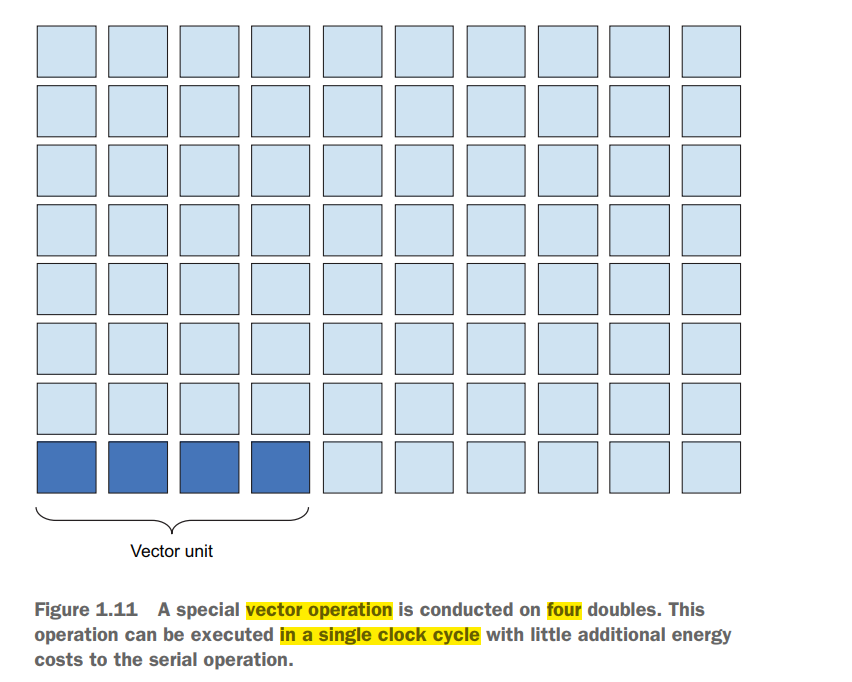 Vector unit
Figure 1.11 A special vector operation is conducted on four doubles. This
operation can be executed in a single clock cycle with little additional energy
costs to the serial operation.